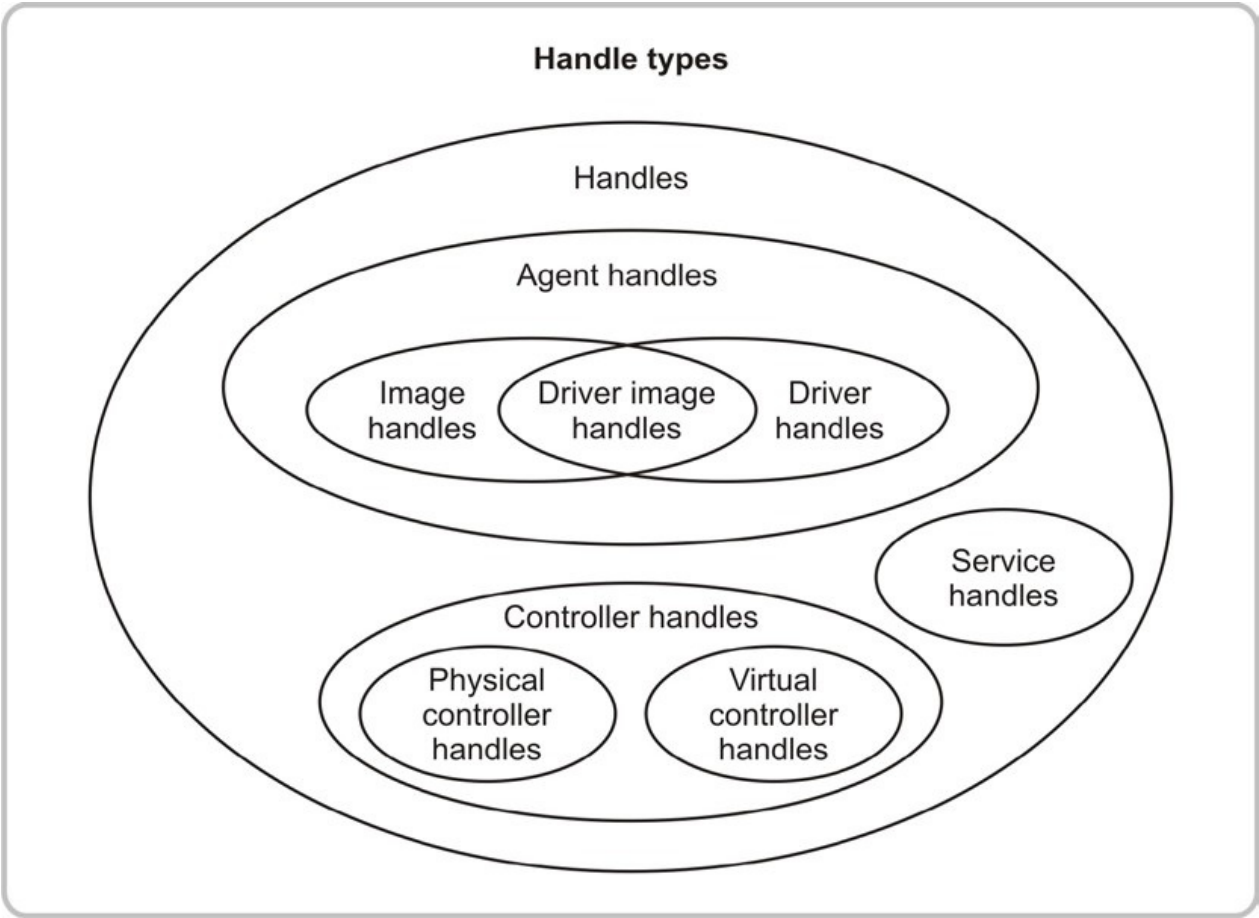 Handle types
Handles
Agent handles
Image
handles
Driver image
handles
Driver
handles
Service
handles
Controller handles
Physical
controller
handles
Virtual
controller
handles